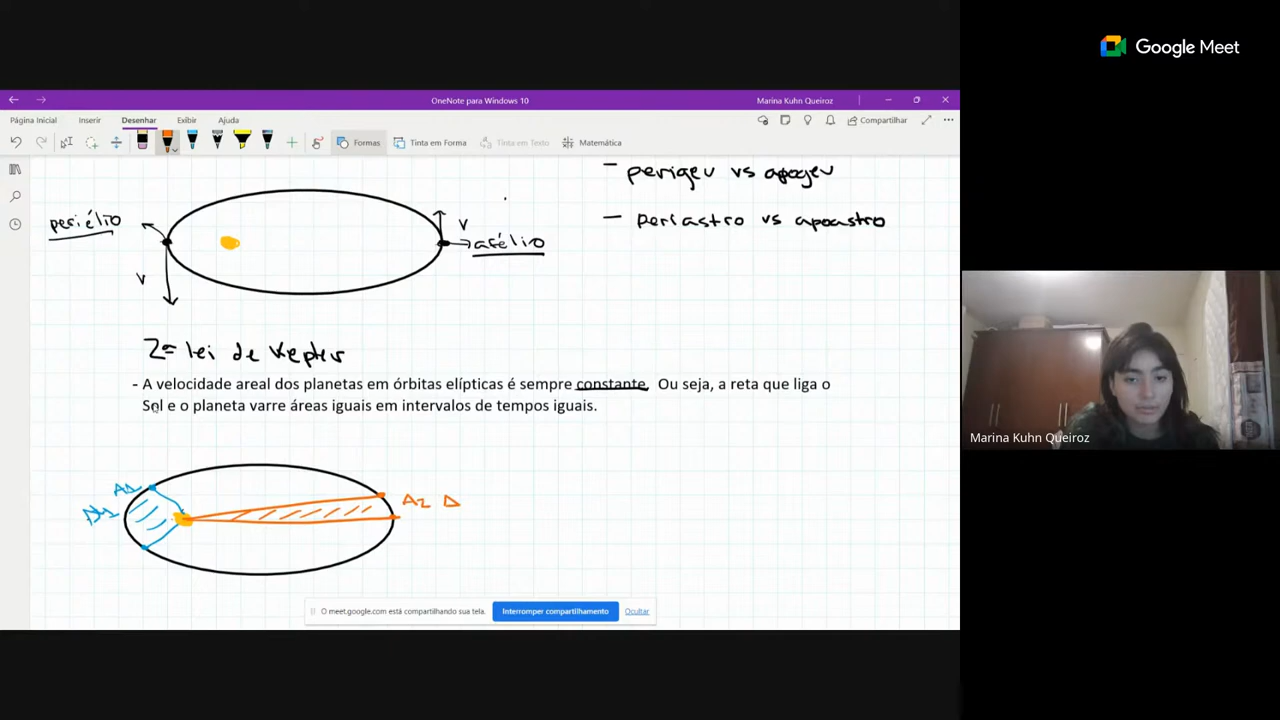 Google Meet
OneNote para Windows 10
Marina Kuhn Queiroz
Página Inicial Inserir Desenhar Exibir Ajuda
Compartilhar
Formas Tinta em Forma Tinta em Texto Matemática
- perigeu vs apogeu
- periastro vs apoastro
periélio
v
afélio
v
2ª lei de Kepler
- A velocidade areal dos planetas em órbitas elípticas é sempre constante. Ou seja, a reta que liga o
Sol e o planeta varre áreas iguais em intervalos de tempos iguais.
A1
A2 Δ
O meet.google.com está compartilhando sua tela.
Interromper compartilhamento
Ocultar
Marina Kuhn Queiroz